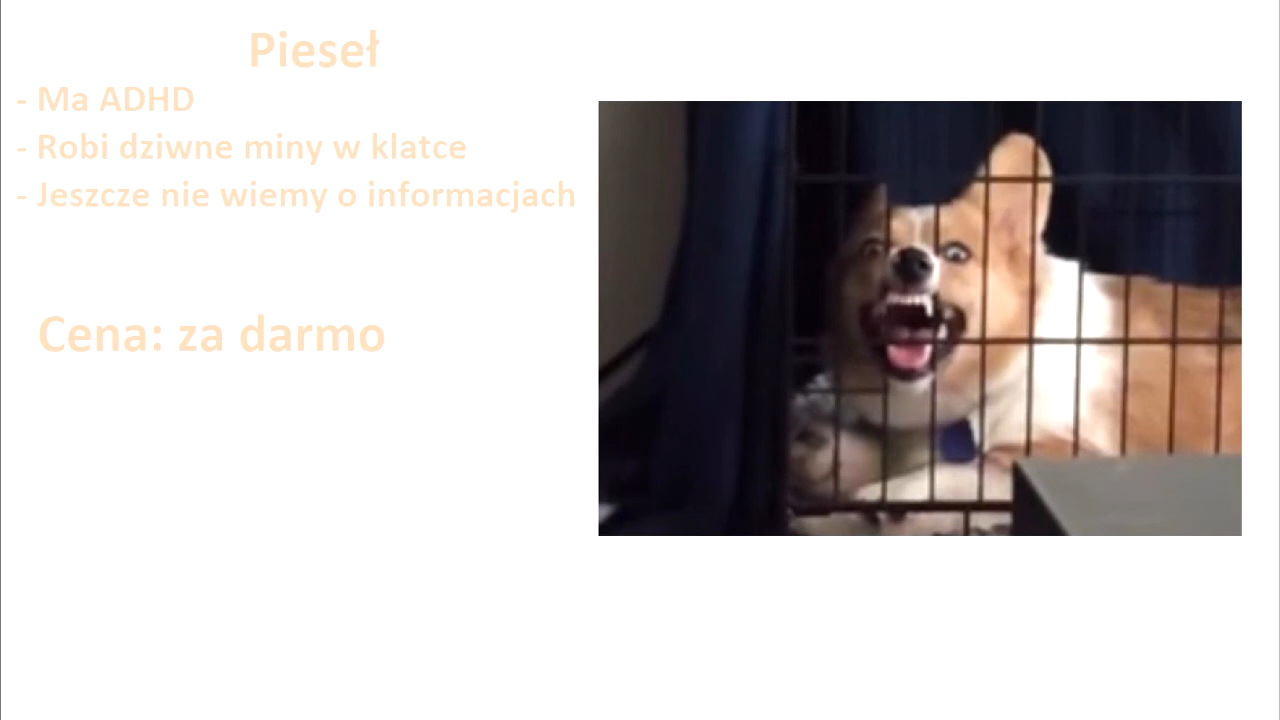 Pieseł
- Ma ADHD
- Robi dziwne miny w klatce
- Jeszcze nie wiemy o informacjach
Cena: za darmo